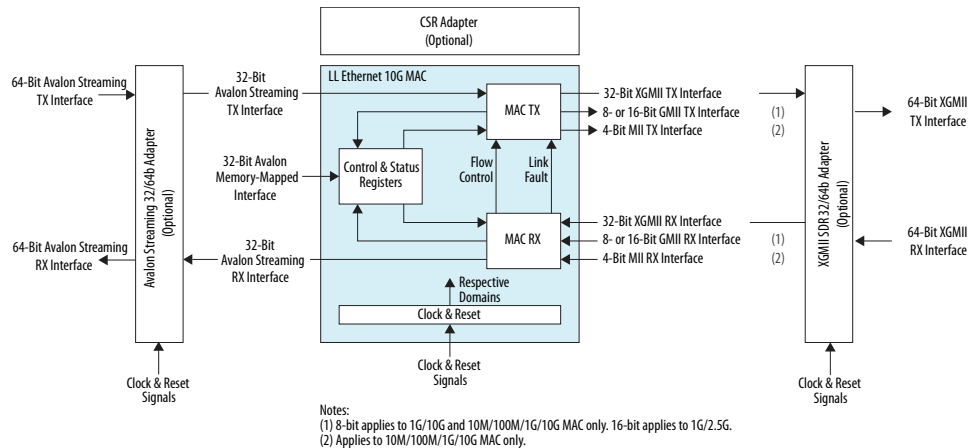 CSR Adapter
(Optional)
64-Bit Avalon Streaming
TX Interface
Avalon Streaming 32/64b Adapter
(Optional)
32-Bit
Avalon Streaming
TX Interface
LL Ethernet 10G MAC
MAC TX
32-Bit XGMII TX Interface
8- or 16-Bit GMII TX Interface (1)
4-Bit MII TX Interface (2)
XGMII SDR 32/64b Adapter
(Optional)
64-Bit XGMII
TX Interface
32-Bit Avalon
Memory-Mapped
Interface
Control & Status
Registers
Flow
Control
Link
Fault
64-Bit Avalon Streaming
RX Interface
32-Bit
Avalon Streaming
RX Interface
MAC RX
32-Bit XGMII RX Interface
8- or 16-Bit GMII RX Interface (1)
4-Bit MII RX Interface (2)
64-Bit XGMII
RX Interface
Respective
Domains
Clock & Reset
Clock & Reset
Signals
Clock & Reset
Signals
Clock & Reset
Signals
Notes:
(1) 8-bit applies to 1G/10G and 10M/100M/1G/10G MAC only. 16-bit applies to 1G/2.5G.
(2) Applies to 10M/100M/1G/10G MAC only.